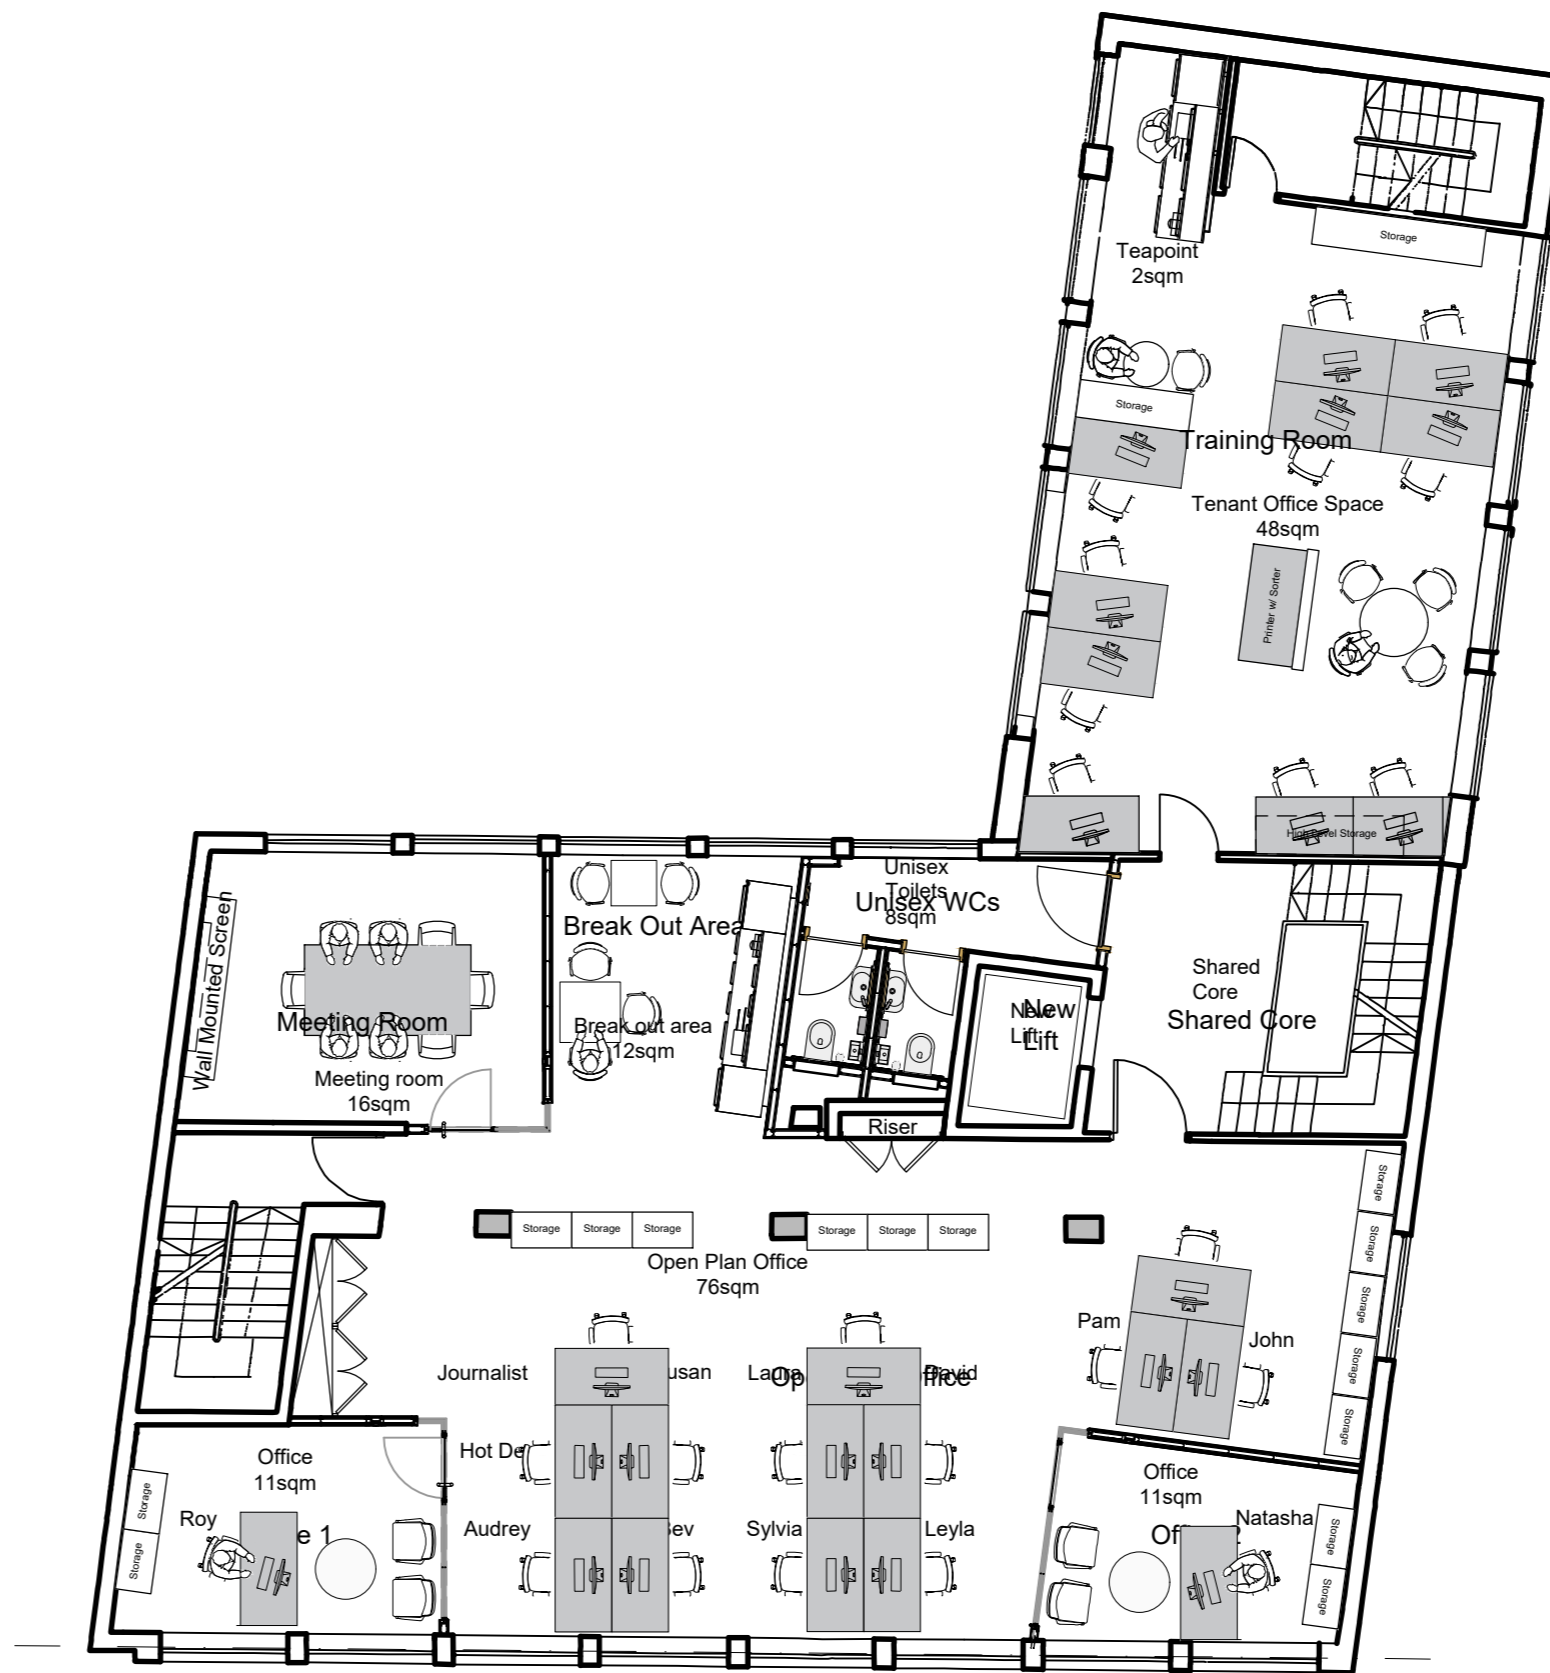 Storage
Teapoint
2sqm
Storage
Training Room
Tenant Office Space
48sqm
Printer w/ Sorter
High Level Storage
Unisex
Toilets
8sqm
Unisex WCs
Wall Mounted Screen
Break Out Area
Meeting Room
Break out area
12sqm
Meeting room
16sqm
New
Lift
New
Lift
Shared
Core
Shared Core
Riser
Storage
Storage
Storage
Storage
Storage
Storage
Storage
Storage
Storage
Storage
Storage
Open Plan Office
76sqm
Pam
John
Journalist
Laura
David
Office
11sqm
Audrey
Sylvia
Leyla
Roy
1
Storage
Storage
Office
11sqm
Natasha
Storage
Storage